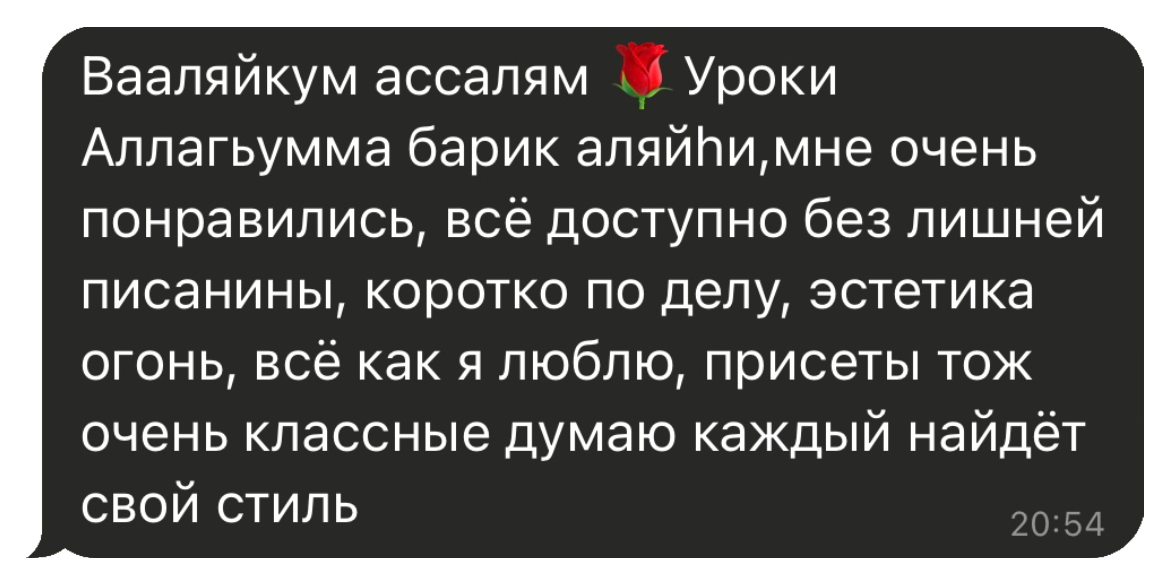 Вааляйкум ассалям 🌹 Уроки
Аллагьумма барик аляйhи,мне очень
понравились, всё доступно без лишней
писанины, коротко по делу, эстетика
огонь, всё как я люблю, присеты тож
очень классные думаю каждый найдёт
свой стиль
20:54